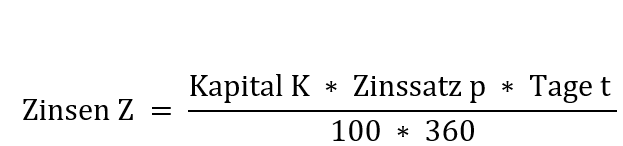 Kapital K * Zinssatz p * Tage t
Zinsen Z =
100 * 360